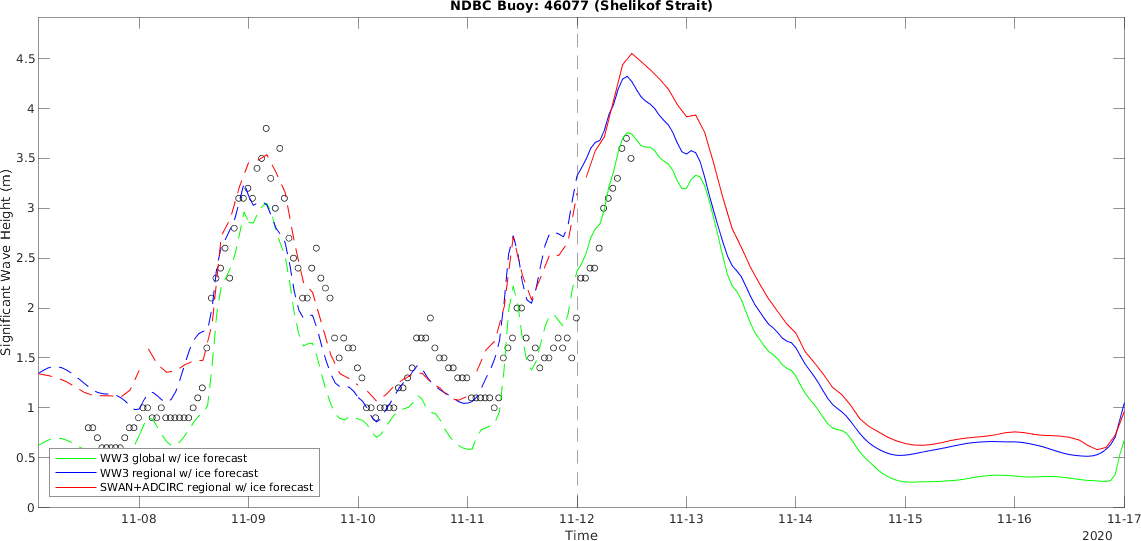 NDBC Buoy: 46077 (Shelikof Strait)
Significant Wave Height (m)
4.5
4
3.5
3
2.5
2
1.5
1
0.5
0
WW3 global w/ ice forecast
WW3 regional w/ ice forecast
SWAN+ADCIRC regional w/ ice forecast
11-08 11-09 11-10 11-11 11-12 11-13 11-14 11-15 11-16 11-17
Time
2020